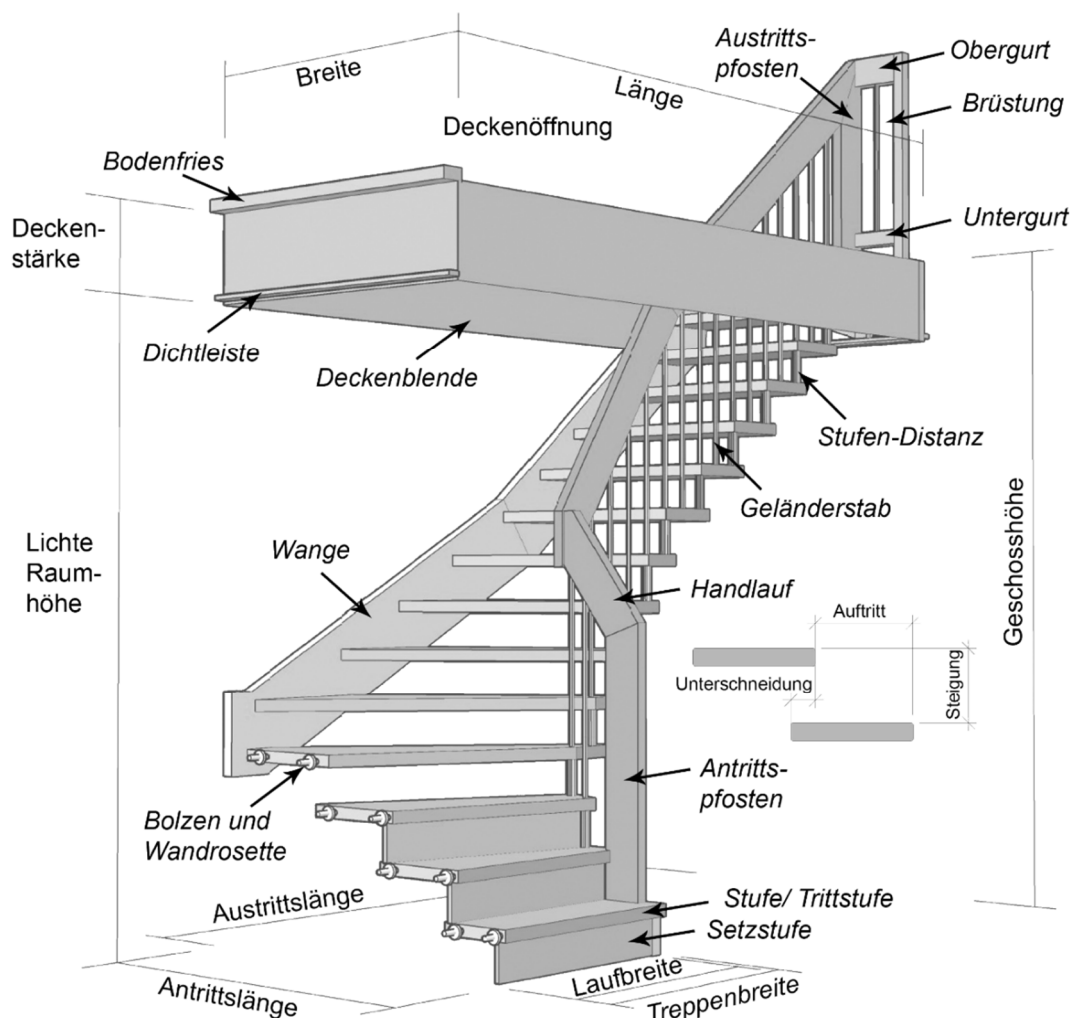 Breite
Länge
Deckenöffnung
Austritts-
pfosten
Obergurt
Brüstung
Bodenfries
Untergurt
Decken-
stärke
Dichtleiste
Deckenblende
Stufen-Distanz
Geländerstab
Lichte
Raum-
höhe
Wange
Handlauf
Geschosshöhe
Auftritt
Unterschneidung
Steigung
Antritts-
pfosten
Bolzen und
Wandrosette
Austrittslänge
Stufe/ Trittstufe
Setzstufe
Antrittslänge
Laufbreite
Treppenbreite